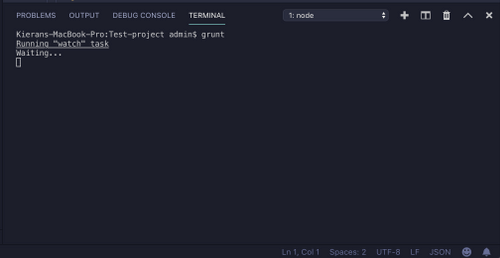 PROBLEMS OUTPUT DEBUG CONSOLE TERMINAL 1: node
Kierans-MacBook-Pro:Test-project admin$ grunt
Running "watch" task
Waiting...
Ln 1, Col 1 Spaces: 2 UTF-8 LF JSON